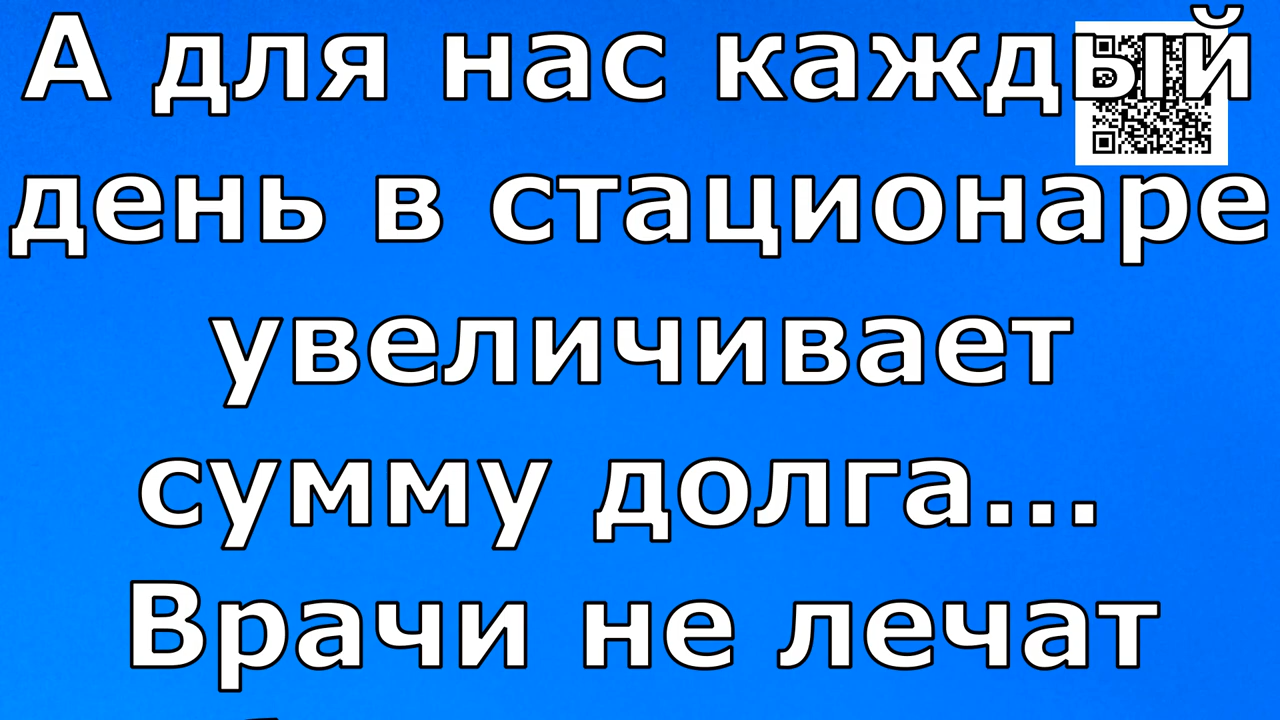 А для нас каждый
день в стационаре
увеличивает
сумму долга...
Врачи не лечат